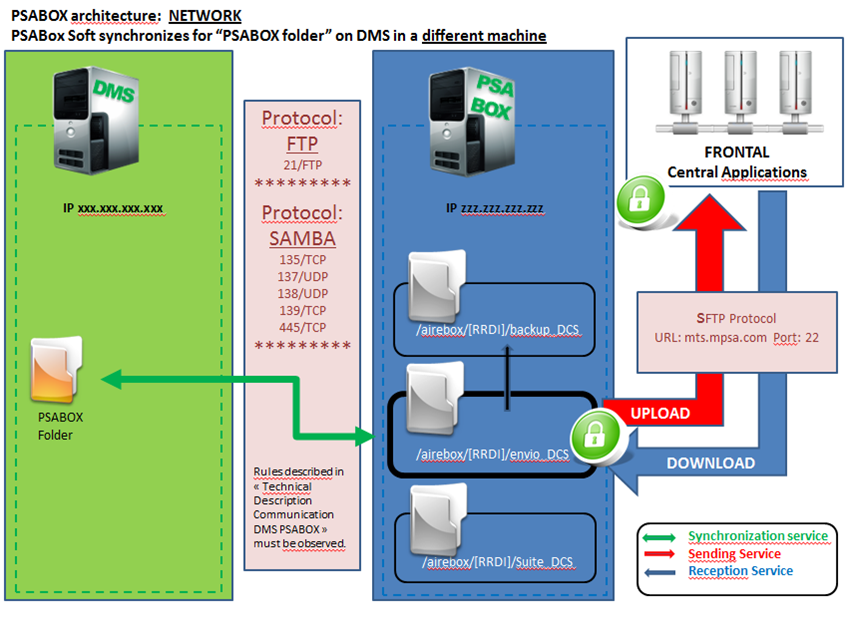 PSABOX architecture: NETWORK
PSABox Soft synchronizes for “PSABOX folder” on DMS in a different machine
DMS
IP xxx.xxx.xxx.xxx
PSABOX
Folder
Protocol:
FTP
21/FTP
*********
Protocol:
SAMBA
135/TCP
137/UDP
138/UDP
139/TCP
445/TCP
*********
Rules described in
« Technical
Description
Communication
DMS PSABOX »
must be observed.
PSA
BOX
IP zzz.zzz.zzz.zzz
/airebox/[RRDI]/backup_DCS
/airebox/[RRDI]/envio_DCS
/airebox/[RRDI]/Suite_DCS
FRONTAL
Central Applications
SFTP Protocol
URL: mts.mpsa.com Port: 22
UPLOAD
DOWNLOAD
Synchronization service
Sending Service
Reception Service